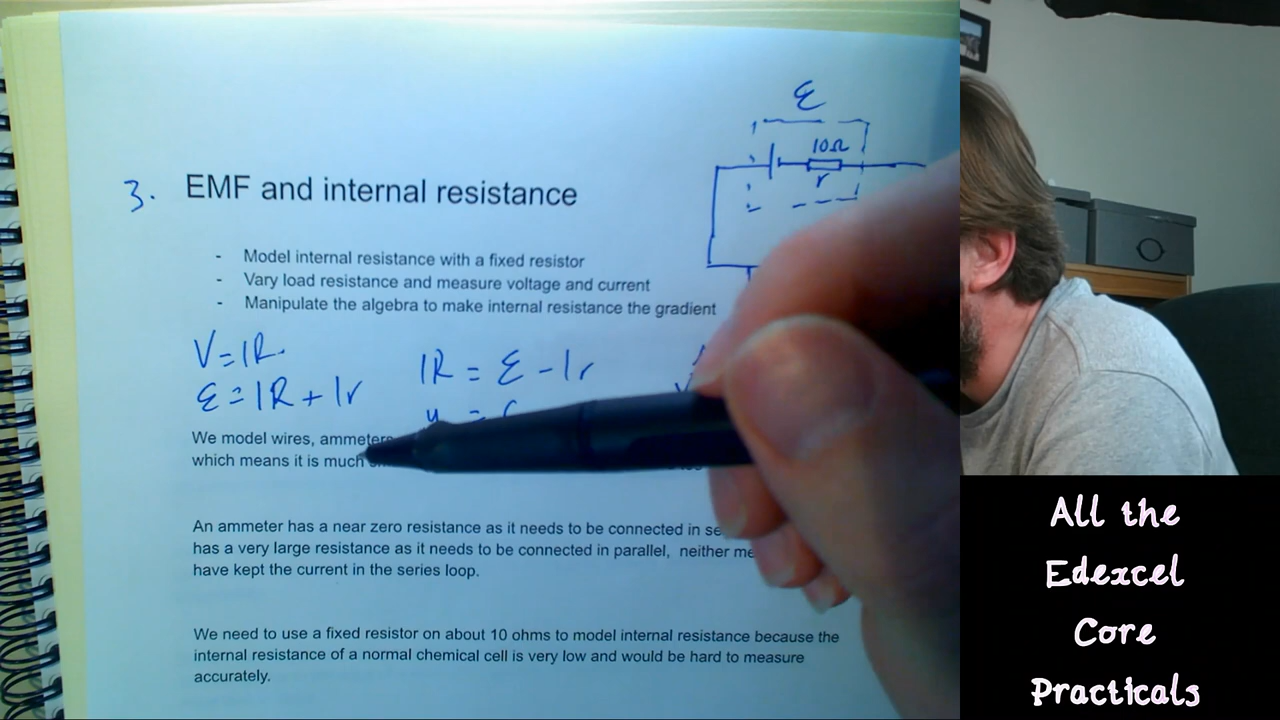 ε
10Ω
r
3. EMF and internal resistance
- Model internal resistance with a fixed resistor
- Vary load resistance and measure voltage and current
- Manipulate the algebra to make internal resistance the gradient
V=IR.
ε=IR+Ir
IR = ε-Ir
y =
V
We model wires, ammeters
which means it is much
An ammeter has a near zero resistance as it needs to be connected in
has a very large resistance as it needs to be connected in parallel, neither
have kept the current in the series loop.
We need to use a fixed resistor on about 10 ohms to model internal resistance because the
internal resistance of a normal chemical cell is very low and would be hard to measure
accurately.
All the
Edexcel
Core
Practicals